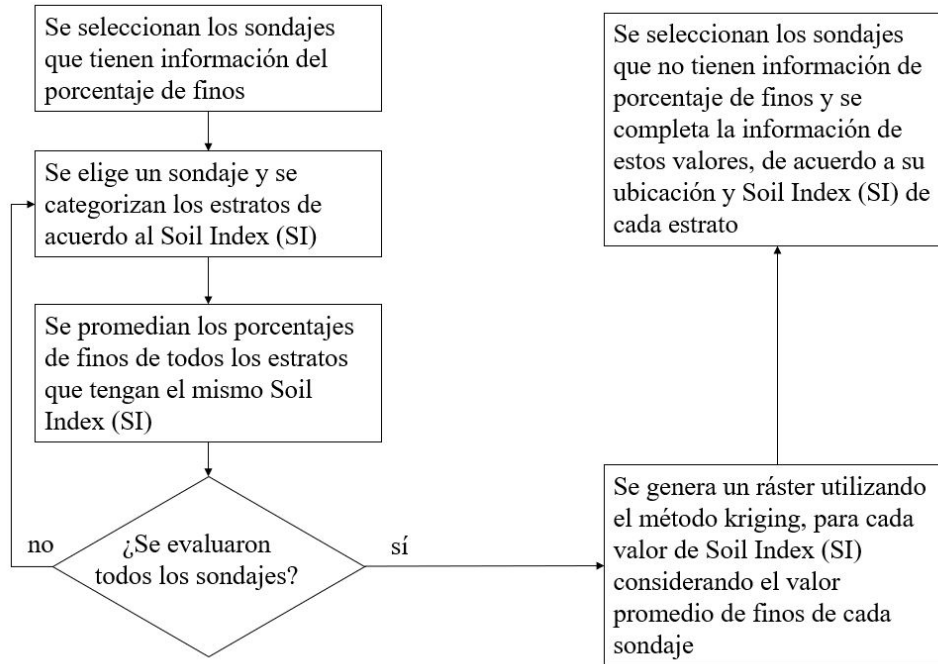 Se seleccionan los sondajes
que tienen información del
porcentaje de finos
Se elige un sondaje y se
categorizan los estratos de
acuerdo al Soil Index (SI)
Se promedian los porcentajes
de finos de todos los estratos
que tengan el mismo Soil
Index (SI)
¿Se evaluaron
todos los sondajes?
no
sí
Se genera un ráster utilizando
el método kriging, para cada
valor de Soil Index (SI)
considerando el valor
promedio de finos de cada
sondaje
Se seleccionan los sondajes
que no tienen información de
porcentaje de finos y se
completa la información de
estos valores, de acuerdo a su
ubicación y Soil Index (SI) de
cada estrato